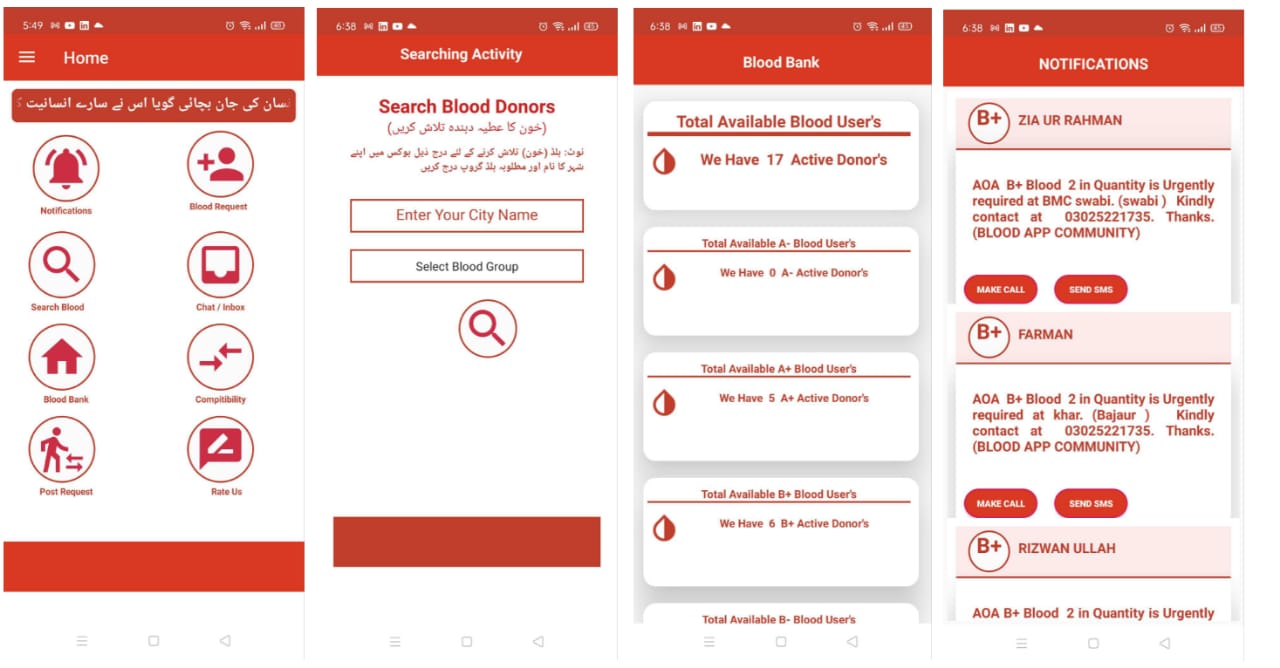 5:49
45
Home
انسان کی جان بچائی گویا اس نے سارے انسانیت
Notifications
Blood Request
Search Blood
Chat / Inbox
Blood Bank
Compitibility
Post Request
Rate Us
6:38
45
Searching Activity
Search Blood Donors
(خون کا عطیہ دہندہ تلاش کریں)
نوٹ: بلڈ (خون) تلاش کرنے کے لئے درج ذیل بوکس میں اپنے
شہر کا نام اور مطلوبہ بلڈ گروپ درج کریں
Enter Your City Name
Select Blood Group
6:38
45
Blood Bank
Total Available Blood User's
We Have 17 Active Donor's
Total Available A- Blood User's
We Have 0 A- Active Donor's
Total Available A+ Blood User's
We Have 5 A+ Active Donor's
Total Available B+ Blood User's
We Have 6 B+ Active Donor's
Total Available B- Blood User's
6:38
45
NOTIFICATIONS
B+ ZIA UR RAHMAN
AOA B+ Blood 2 in Quantity is Urgently
required at BMC swabi. (swabi ) Kindly
contact at 03025221735. Thanks.
(BLOOD APP COMMUNITY)
MAKE CALL SEND SMS
B+ FARMAN
AOA B+ Blood 2 in Quantity is Urgently
required at khar. (Bajaur ) Kindly
contact at 03025221735. Thanks.
(BLOOD APP COMMUNITY)
MAKE CALL SEND SMS
B+ RIZWAN ULLAH
AOA B+ Blood 2 in Quantity is Urgently